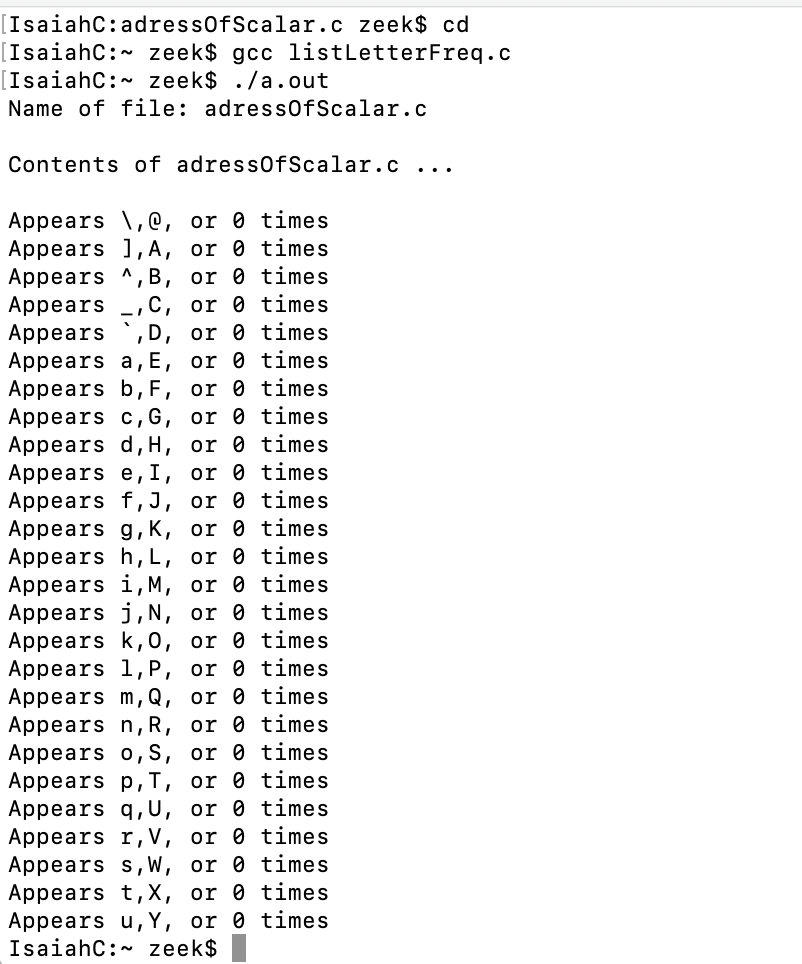 [IsaiahC:adressOfScalar.c zeek$ cd
[IsaiahC:~ zeek$ gcc listLetterFreq.c
[IsaiahC:~ zeek$ ./a.out
Name of file: adressOfScalar.c
Contents of adressOfScalar.c ...
Appears \,@, or 0 times
Appears ],A, or 0 times
Appears ^,B, or 0 times
Appears _,C, or 0 times
Appears `,D, or 0 times
Appears a,E, or 0 times
Appears b,F, or 0 times
Appears c,G, or 0 times
Appears d,H, or 0 times
Appears e,I, or 0 times
Appears f,J, or 0 times
Appears g,K, or 0 times
Appears h,L, or 0 times
Appears i,M, or 0 times
Appears j,N, or 0 times
Appears k,O, or 0 times
Appears l,P, or 0 times
Appears m,Q, or 0 times
Appears n,R, or 0 times
Appears o,S, or 0 times
Appears p,T, or 0 times
Appears q,U, or 0 times
Appears r,V, or 0 times
Appears s,W, or 0 times
Appears t,X, or 0 times
Appears u,Y, or 0 times
IsaiahC:~ zeek$